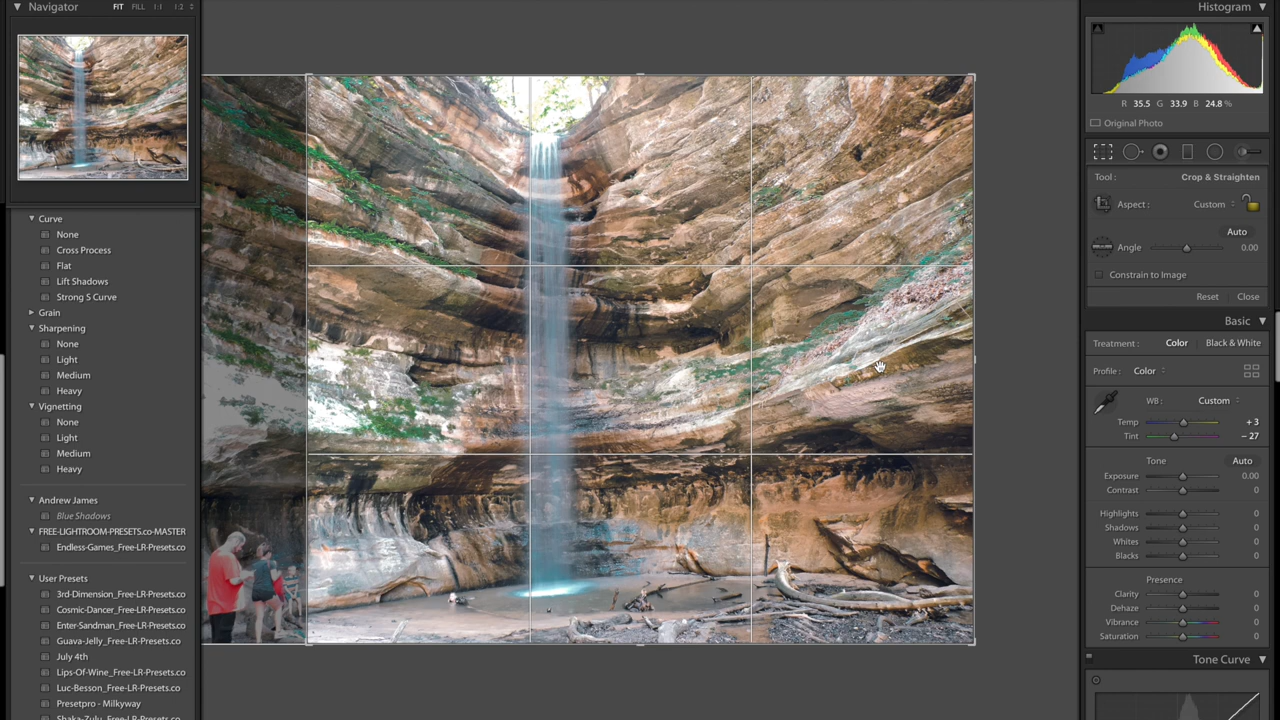 Navigator FIT FILL 1:1 1:2
Curve
None
Cross Process
Flat
Lift Shadows
Strong S Curve
Grain
Sharpening
None
Light
Medium
Heavy
Vignetting
None
Light
Medium
Heavy
Andrew James
Blue Shadows
FREE-LIGHTROOM-PRESETS.co-MASTER
Endless-Games_Free-LR-Presets.co
User Presets
3rd-Dimension_Free-LR-Presets.co
Cosmic-Dancer_Free-LR-Presets.co
Enter-Sandman_Free-LR-Presets.co
Guava-Jelly_Free-LR-Presets.co
July 4th
Lips-Of-Wine_Free-LR-Presets.co
Luc-Besson_Free-LR-Presets.co
Presetpro - Milkyway
Shaka-Zulu_Free-LR-Presets.co
Histogram
R 35.5 G 33.9 B 24.8 %
Original Photo
Tool : Crop & Straighten
Aspect : Custom
Auto
Angle 0.00
Constrain to Image
Reset Close
Basic
Treatment : Color Black & White
Profile : Color
WB : Custom
Temp + 3
Tint − 27
Tone Auto
Exposure 0.00
Contrast 0
Highlights 0
Shadows 0
Whites 0
Blacks 0
Presence
Clarity 0
Dehaze 0
Vibrance 0
Saturation 0
Tone Curve